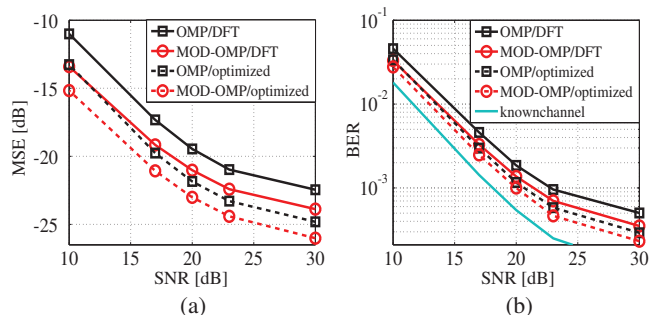 OMP/DFT
MOD-OMP/DFT
OMP/optimized
MOD-OMP/optimized
-10
-15
-20
-25
MSE [dB]
10 15 20 25 30
SNR [dB]
(a)
OMP/DFT
MOD-OMP/DFT
OMP/optimized
MOD-OMP/optimized
knownchannel
10-1
10-2
10-3
BER
10 15 20 25 30
SNR [dB]
(b)